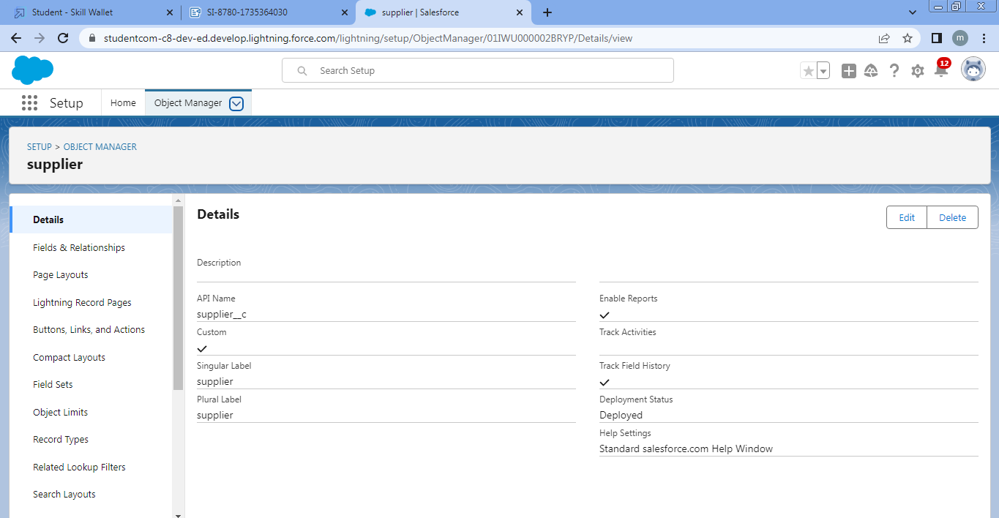 Student - Skill Wallet
SI-8780-1735364030
supplier | Salesforce
studentcom-c8-dev-ed.develop.lightning.force.com/lightning/setup/ObjectManager/01IWU000002BRYP/Details/view
m
Search Setup
12
Setup
Home
Object Manager
SETUP > OBJECT MANAGER
supplier
Details
Fields & Relationships
Page Layouts
Lightning Record Pages
Buttons, Links, and Actions
Compact Layouts
Field Sets
Object Limits
Record Types
Related Lookup Filters
Search Layouts
Details
Edit
Delete
Description
API Name
supplier__c
Custom
Singular Label
supplier
Plural Label
supplier
Enable Reports
Track Activities
Track Field History
Deployment Status
Deployed
Help Settings
Standard salesforce.com Help Window